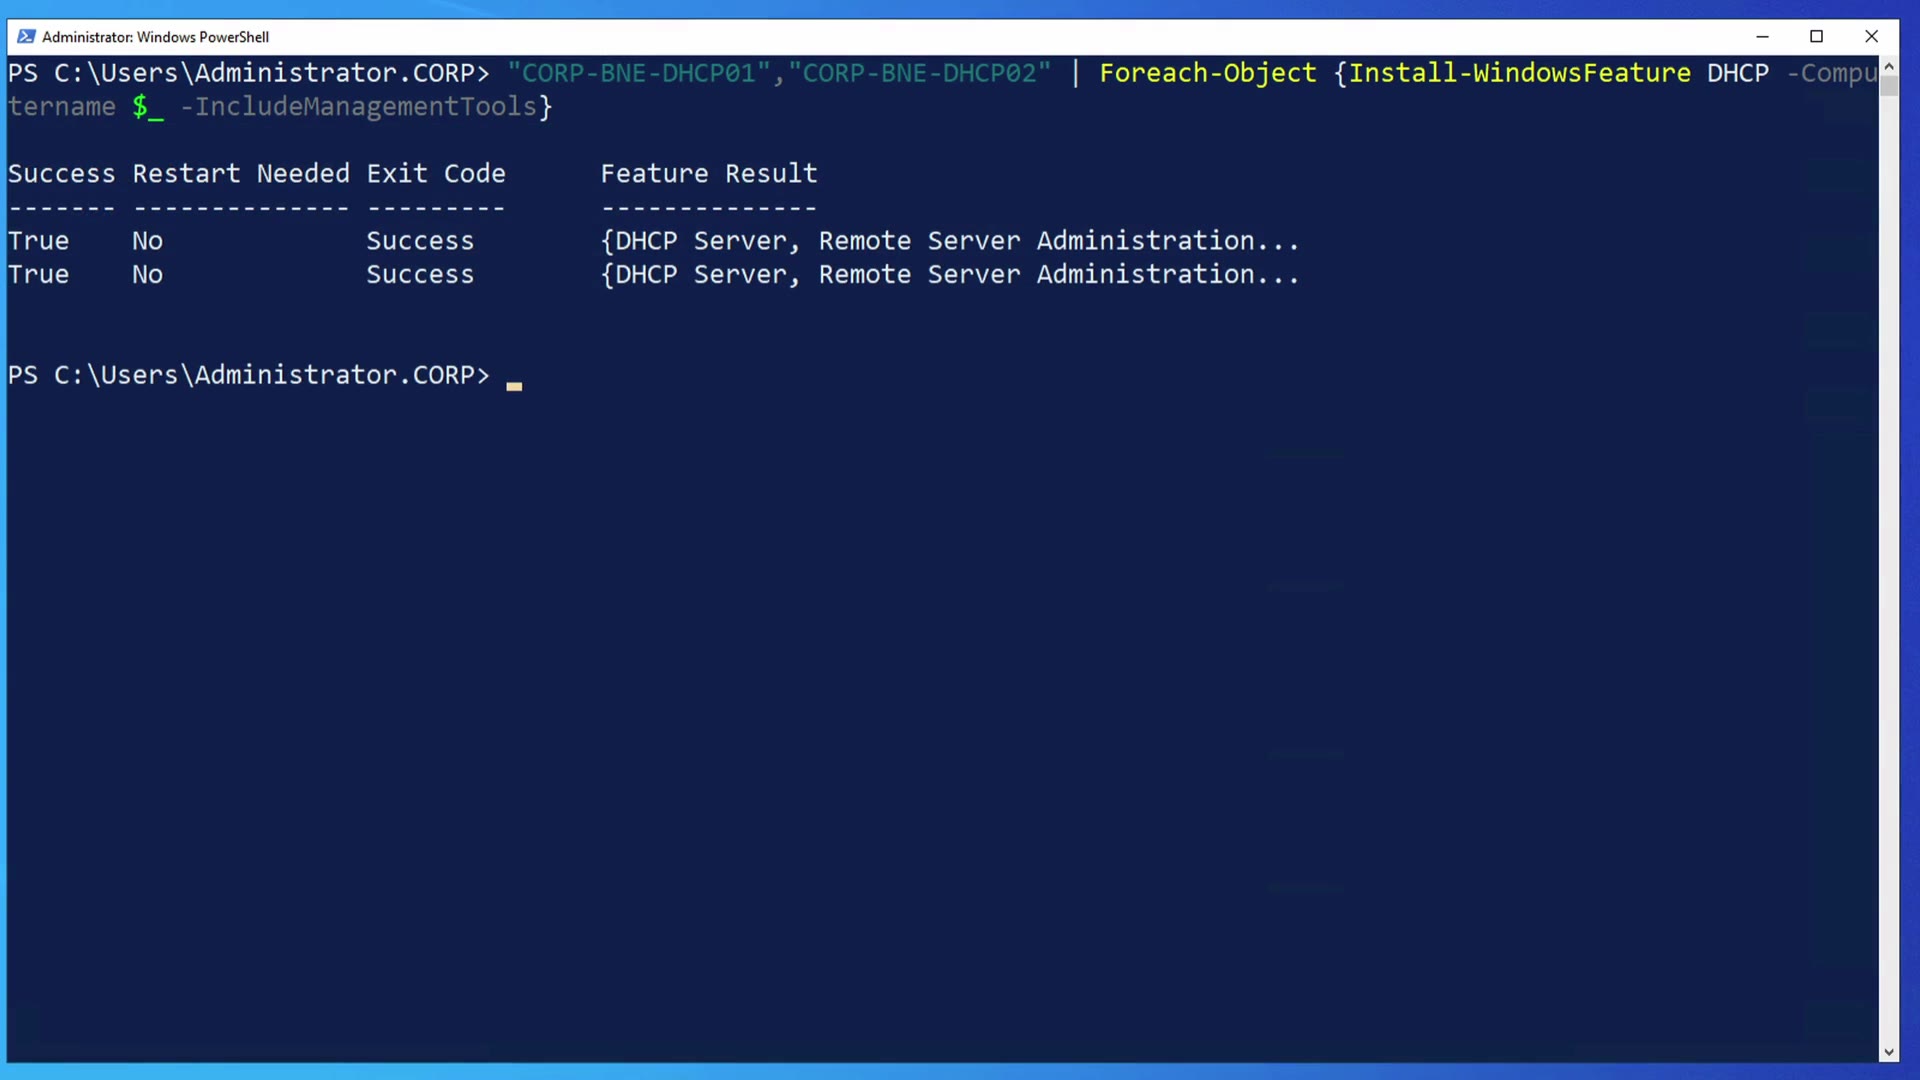 Administrator: Windows PowerShell
PS C:\Users\Administrator.CORP> "CORP-BNE-DHCP01","CORP-BNE-DHCP02" | Foreach-Object {Install-WindowsFeature DHCP -Compu
tername $_ -IncludeManagementTools}
Success Restart Needed Exit Code      Feature Result
------- -------------- ---------      --------------
True    No             Success        {DHCP Server, Remote Server Administration...
True    No             Success        {DHCP Server, Remote Server Administration...
PS C:\Users\Administrator.CORP>